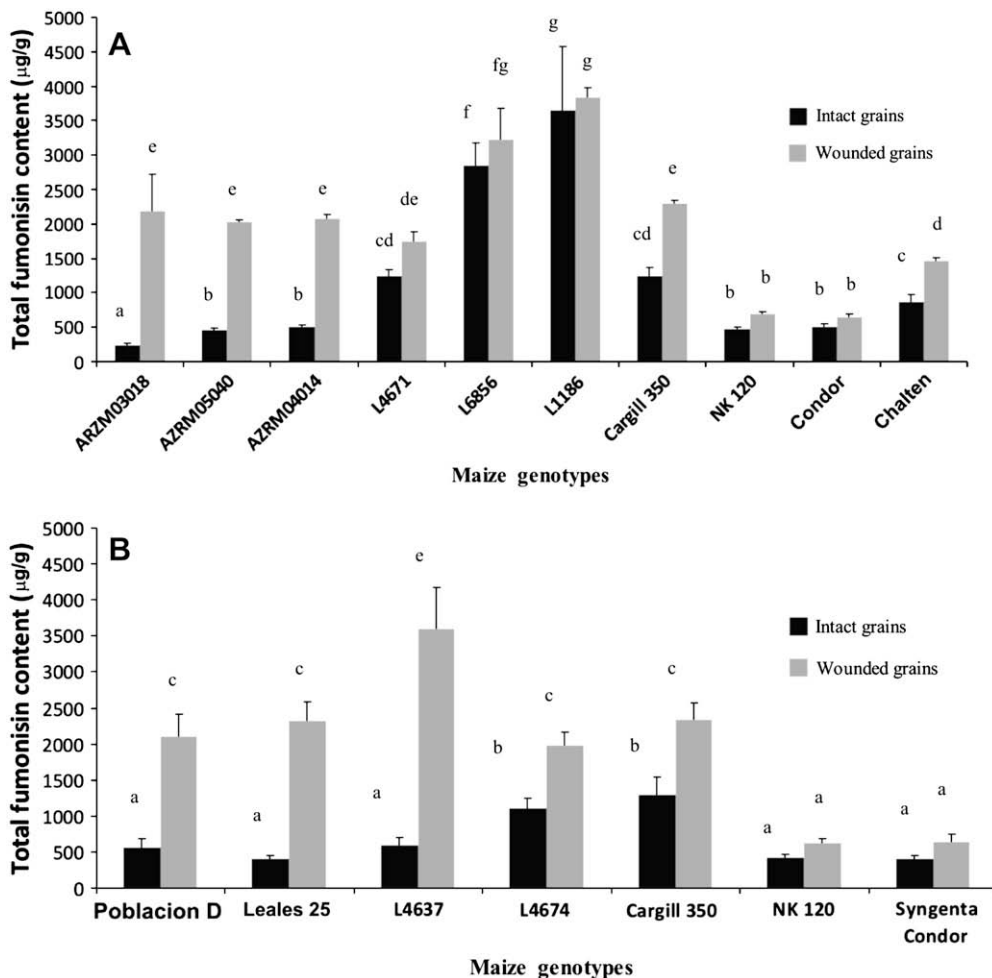 A
Total fumonisin content (µg/g)
5000
4500
4000
3500
3000
2500
2000
1500
1000
500
0
a
e
b
e
b
e
cd
de
f
fg
g
g
cd
e
b
b
b
b
c
d
Intact grains
Wounded grains
ARZM03018
AZRM05040
AZRM04014
L4671
L6856
L1186
Cargill 350
NK 120
Condor
Chalten
Maize genotypes
B
Total fumonisin content (µg/g)
5000
4500
4000
3500
3000
2500
2000
1500
1000
500
0
a
c
a
c
a
e
b
c
b
c
a
a
a
a
Intact grains
Wounded grains
Poblacion D
Leales 25
L4637
L4674
Cargill 350
NK 120
Syngenta
Condor
Maize genotypes